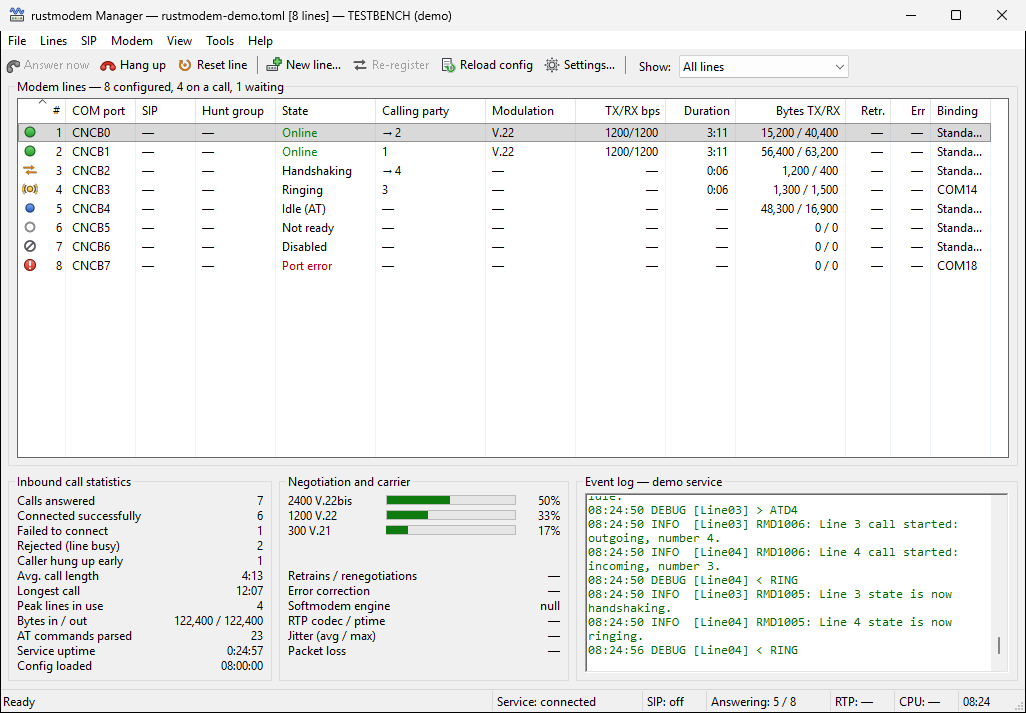 rustmodem Manager — rustmodem-demo.toml [8 lines] — TESTBENCH (demo)
File Lines SIP Modem View Tools Help
Answer now Hang up Reset line New line... Re-register Reload config Settings... Show: All lines
Modem lines — 8 configured, 4 on a call, 1 waiting
# COM port SIP Hunt group State Calling party Modulation TX/RX bps Duration Bytes TX/RX Retr. Err Binding
1 CNCB0 — — Online →2 V.22 1200/1200 3:11 15,200 / 40,400 — — Standa...
2 CNCB1 — — Online 1 V.22 1200/1200 3:11 56,400 / 63,200 — — Standa...
3 CNCB2 — — Handshaking →4 — — 0:06 1,200 / 400 — — Standa...
4 CNCB3 — — Ringing 3 — — 0:06 1,300 / 1,500 — — COM14
5 CNCB4 — — Idle (AT) — — — — 48,300 / 16,900 — — Standa...
6 CNCB5 — — Not ready — — — — 0 / 0 — — Standa...
7 CNCB6 — — Disabled — — — — 0 / 0 — — Standa...
8 CNCB7 — — Port error — — — — 0 / 0 — — COM18
Inbound call statistics
Calls answered 7
Connected successfully 6
Failed to connect 1
Rejected (line busy) 2
Caller hung up early 1
Avg. call length 4:13
Longest call 12:07
Peak lines in use 4
Bytes in / out 122,400 / 122,400
AT commands parsed 23
Service uptime 0:24:57
Config loaded 08:00:00
Negotiation and carrier
2400 V.22bis 50%
1200 V.22 33%
300 V.21 17%
Retrains / renegotiations —
Error correction —
Softmodem engine null
RTP codec / ptime —
Jitter (avg / max) —
Packet loss —
Event log — demo service
idle.
08:24:50 DEBUG [Line03] > ATD4
08:24:50 INFO [Line03] RMD1006: Line 3 call started:
outgoing, number 4.
08:24:50 INFO [Line04] RMD1006: Line 4 call started:
incoming, number 3.
08:24:50 DEBUG [Line04] < RING
08:24:50 INFO [Line03] RMD1005: Line 3 state is now
handshaking.
08:24:50 INFO [Line04] RMD1005: Line 4 state is now
ringing.
08:24:56 DEBUG [Line04] < RING
Ready Service: connected SIP: off Answering: 5 / 8 RTP: — CPU: — 08:24